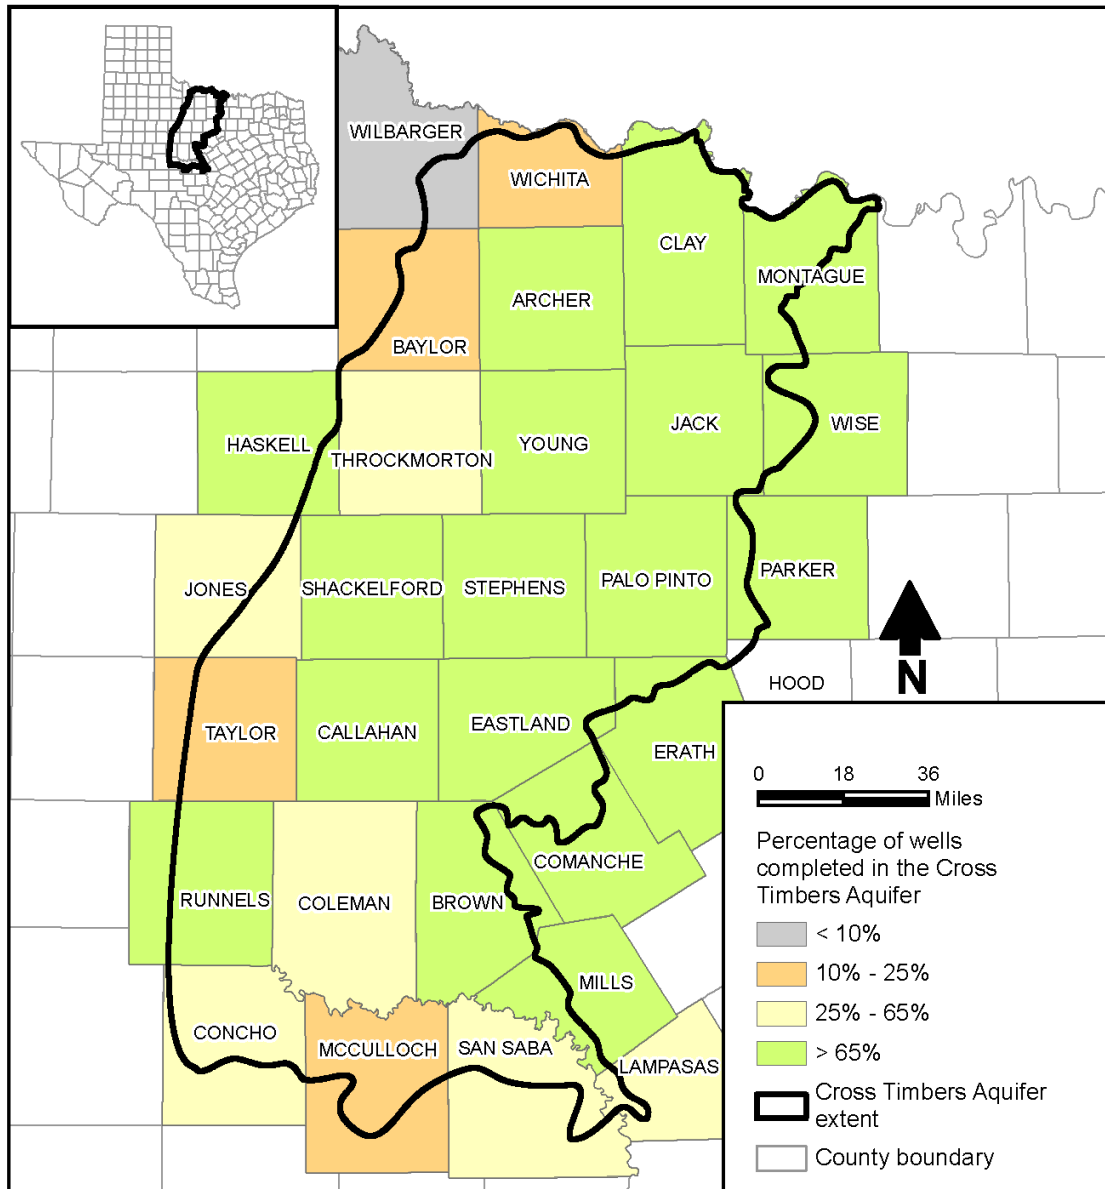 WILBARGER
WICHITA
CLAY
MONTAGUE
ARCHER
BAYLOR
HASKELL
THROCKMORTON
YOUNG
JACK
WISE
JONES
SHACKELFORD
STEPHENS
PALO PINTO
PARKER
TAYLOR
CALLAHAN
EASTLAND
HOOD
ERATH
RUNNELS
COLEMAN
BROWN
COMANCHE
MILLS
CONCHO
MCCULLOCH
SAN SABA
LAMPASAS
N
0 18 36
Miles
Percentage of wells
completed in the Cross
Timbers Aquifer
< 10%
10% - 25%
25% - 65%
> 65%
Cross Timbers Aquifer
extent
County boundary